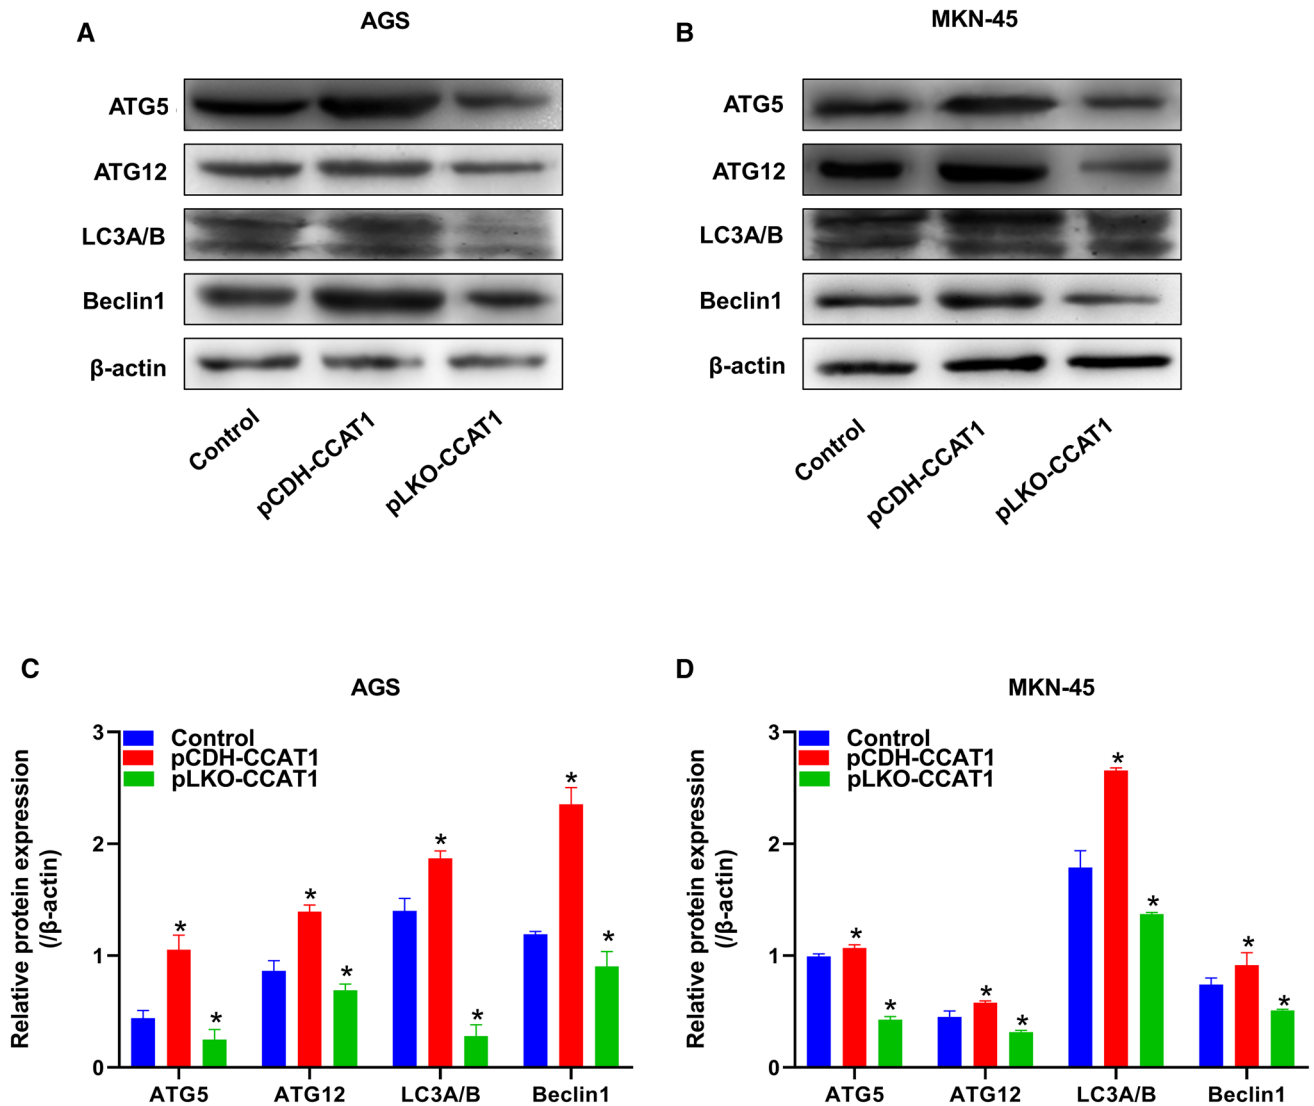 A
AGS
ATG5
ATG12
LC3A/B
Beclin1
β-actin
Control
pCDH-CCAT1
pLKO-CCAT1
B
MKN-45
ATG5
ATG12
LC3A/B
Beclin1
β-actin
Control
pCDH-CCAT1
pLKO-CCAT1
C
AGS
Relative protein expression
(/β-actin)
3
2
1
0
Control
pCDH-CCAT1
pLKO-CCAT1
* * * * * * * *
ATG5 ATG12 LC3A/B Beclin1
D
MKN-45
Relative protein expression
(/β-actin)
3
2
1
0
Control
pCDH-CCAT1
pLKO-CCAT1
* * * * * * * *
ATG5 ATG12 LC3A/B Beclin1